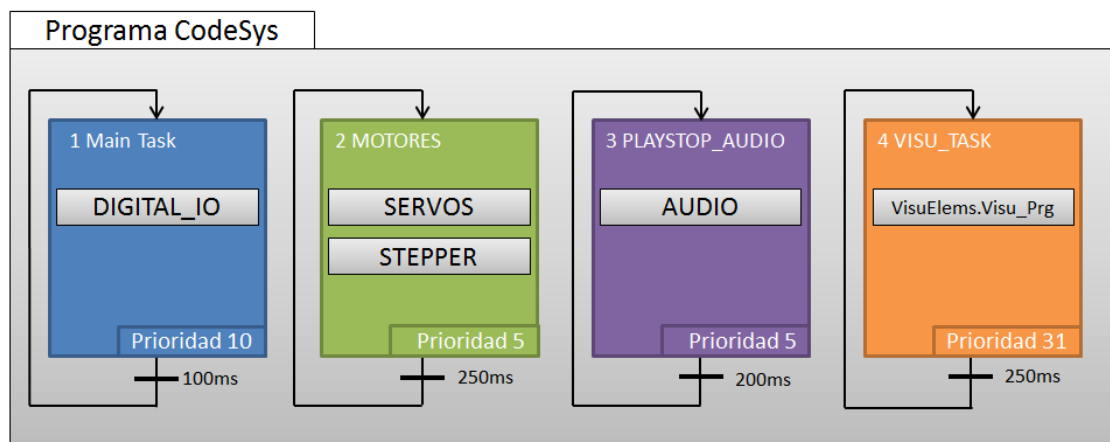 Programa CodeSys
1 Main Task
DIGITAL_IO
Prioridad 10
100ms
2 MOTORES
SERVOS
STEPPER
Prioridad 5
250ms
3 PLAYSTOP_AUDIO
AUDIO
Prioridad 5
200ms
4 VISU_TASK
VisuElems.Visu_Prg
Prioridad 31
250ms